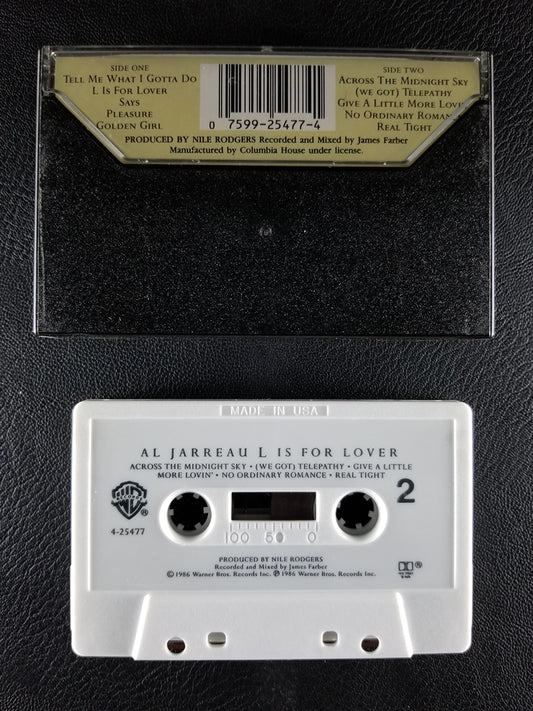 SIDE ONE
TELL ME WHAT I GOTTA DO
L IS FOR LOVER
SAYS
PLEASURE
GOLDEN GIRL
0 7599-25477-4
SIDE TWO
ACROSS THE MIDNIGHT SKY
(WE GOT) TELEPATHY
GIVE A LITTLE MORE LOVIN'
NO ORDINARY ROMANCE
REAL TIGHT
PRODUCED BY NILE RODGERS Recorded and Mixed by James Farber
Manufactured by Columbia House under license.
MADE IN USA
AL JARREAU L IS FOR LOVER
ACROSS THE MIDNIGHT SKY • (WE GOT) TELEPATHY • GIVE A LITTLE
MORE LOVIN' • NO ORDINARY ROMANCE • REAL TIGHT
2
®
4-25477
100 50 0
PRODUCED BY NILE RODGERS
Recorded and Mixed by James Farber
© 1986 Warner Bros. Records Inc. ℗ 1986 Warner Bros. Records Inc.